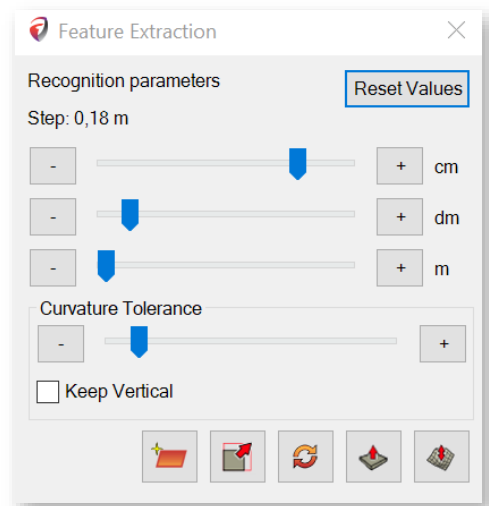 Feature Extraction
Recognition parameters
Reset Values
Step: 0,18 m
- + cm
- + dm
- + m
Curvature Tolerance
- +
Keep Vertical